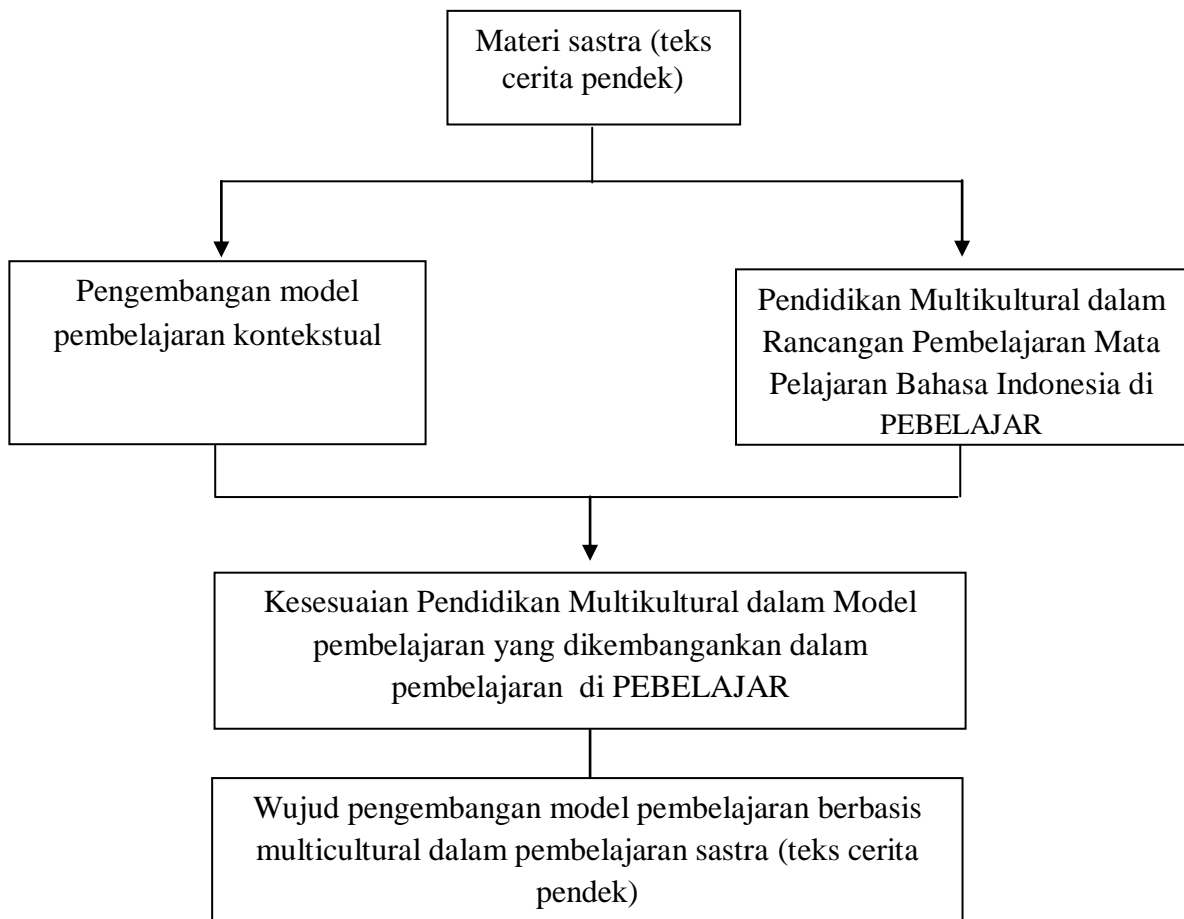 Materi sastra (teks
cerita pendek)
Pengembangan model
pembelajaran kontekstual
Pendidikan Multikultural dalam
Rancangan Pembelajaran Mata
Pelajaran Bahasa Indonesia di
PEBELAJAR
Kesesuaian Pendidikan Multikultural dalam Model
pembelajaran yang dikembangankan dalam
pembelajaran di PEBELAJAR
Wujud pengembangan model pembelajaran berbasis
multicultural dalam pembelajaran sastra (teks cerita
pendek)